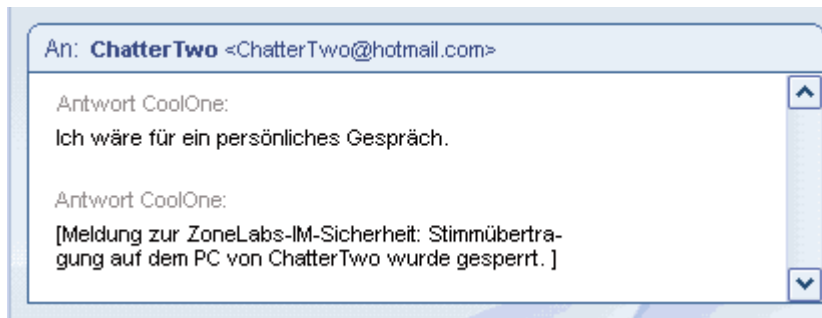 An: ChatterTwo <ChatterTwo@hotmail.com>
Antwort CoolOne:
Ich wäre für ein persönliches Gespräch.
Antwort CoolOne:
[Meldung zur ZoneLabs-IM-Sicherheit: Stimmübertra-
gung auf dem PC von ChatterTwo wurde gesperrt. ]